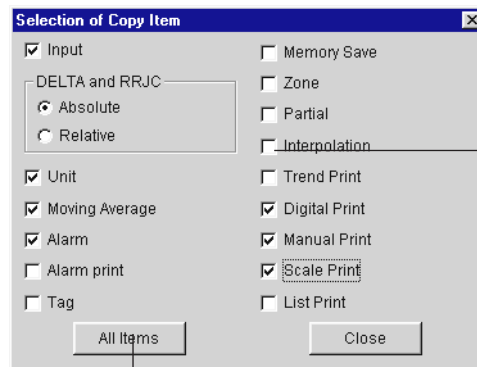 Selection of Copy Item
Input
DELTA and RRJC
Absolute
Relative
Unit
Moving Average
Alarm
Alarm print
Tag
Memory Save
Zone
Partial
Interpolation
Trend Print
Digital Print
Manual Print
Scale Print
List Print
All Items
Close